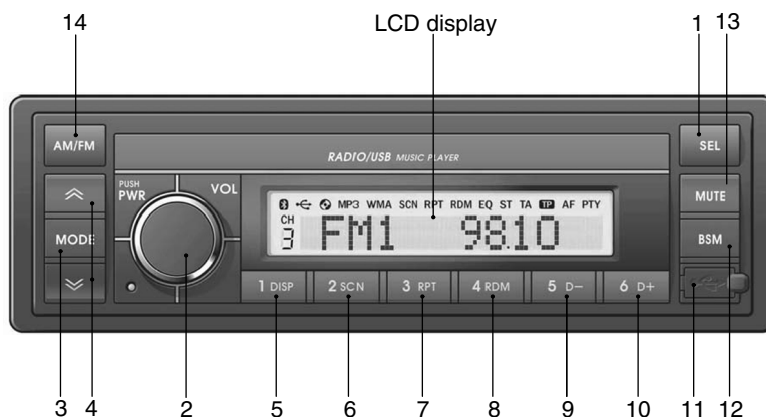 14 LCD display 1 13
AM/FM SEL
RADIO/USB MUSIC PLAYER
PUSH
PWR VOL MUTE
MP3 WMA SCN RPT RDM EQ ST TA TP AF PTY
CH
3 FM1 98.10
MODE BSM
1 DISP 2 SCN 3 RPT 4 RDM 5 D− 6 D+
3 4 2 5 6 7 8 9 10 11 12